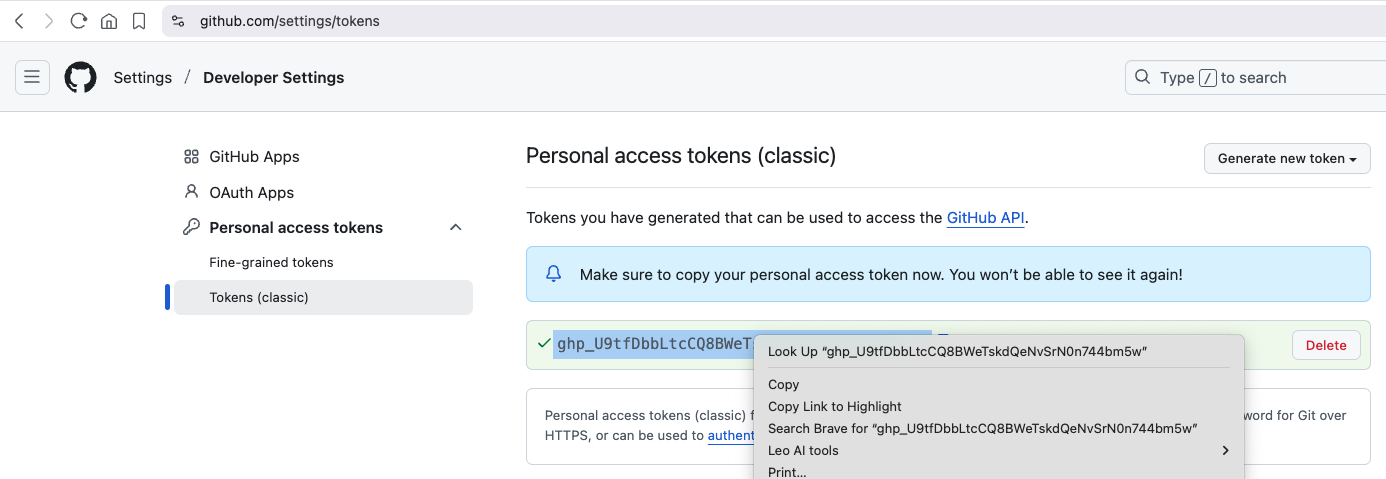 github.com/settings/tokens
Settings / Developer Settings
Type / to search
GitHub Apps
OAuth Apps
Personal access tokens
Fine-grained tokens
Tokens (classic)
Personal access tokens (classic)
Generate new token
Tokens you have generated that can be used to access the GitHub API.
Make sure to copy your personal access token now. You won’t be able to see it again!
ghp_U9tfDbbLtcCQ8BWeT
Delete
Look Up “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”
Copy
Copy Link to Highlight
Search Brave for “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”
Leo AI tools
Print...
Personal access tokens (classic) for Git over
HTTPS, or can be used to authent